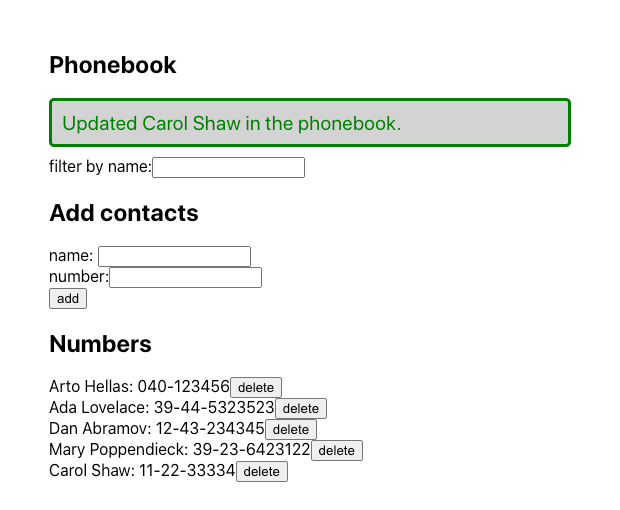 Phonebook
Updated Carol Shaw in the phonebook.
filter by name:
Add contacts
name:
number:
add
Numbers
Arto Hellas: 040-123456 delete
Ada Lovelace: 39-44-5323523 delete
Dan Abramov: 12-43-234345 delete
Mary Poppendieck: 39-23-6423122 delete
Carol Shaw: 11-22-33334 delete